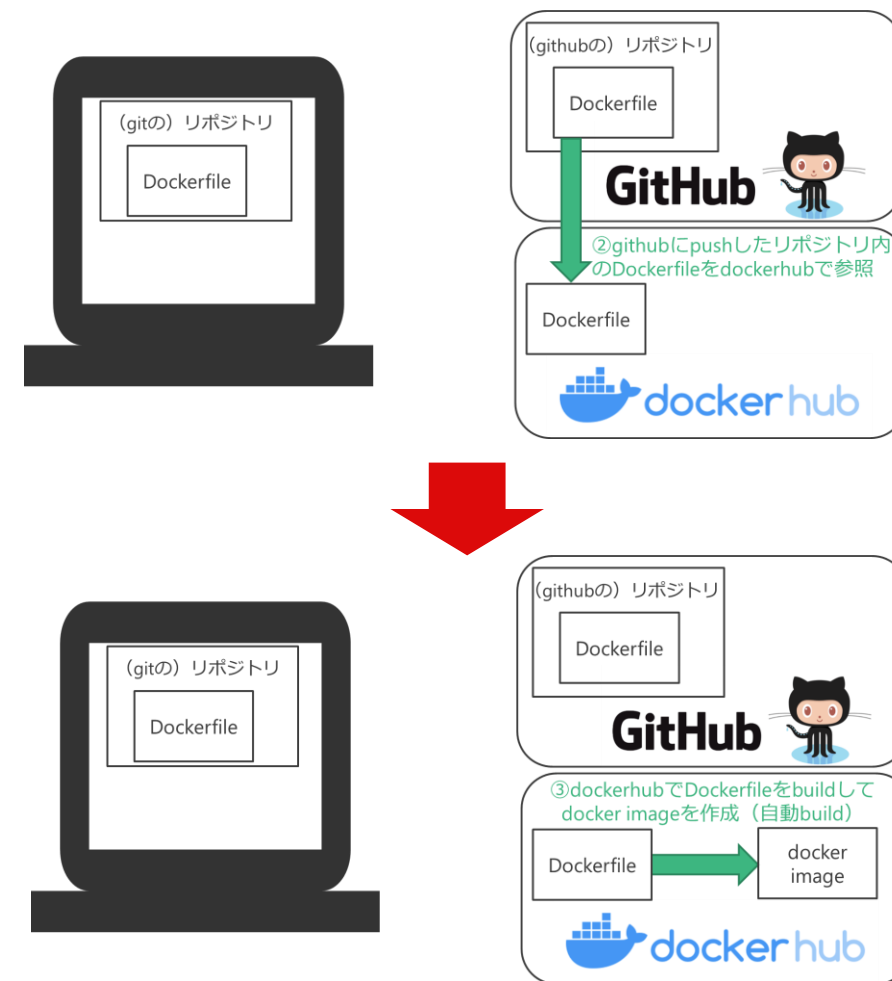 （gitの）リポジトリ
Dockerfile
（githubの）リポジトリ
Dockerfile
GitHub
②githubにpushしたリポジトリ内
のDockerfileをdockerhubで参照
Dockerfile
docker hub
（gitの）リポジトリ
Dockerfile
（githubの）リポジトリ
Dockerfile
GitHub
③dockerhubでDockerfileをbuildして
docker imageを作成（自動build）
Dockerfile
docker
image
docker hub